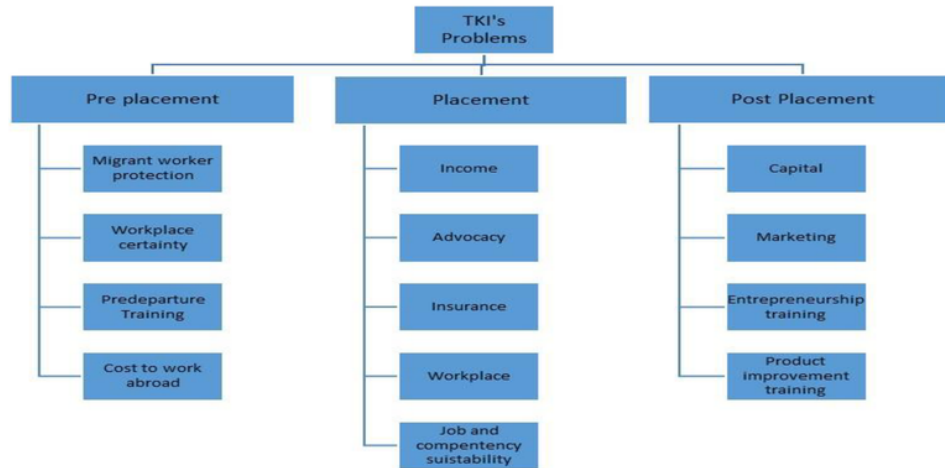 TKI's
Problems
Pre placement
Placement
Post Placement
Migrant worker
protection
Income
Capital
Workplace
certainty
Advocacy
Marketing
Predeparture
Training
Insurance
Entrepreneurship
training
Cost to work
abroad
Workplace
Product
improvement
training
Job and
compentency
suistability